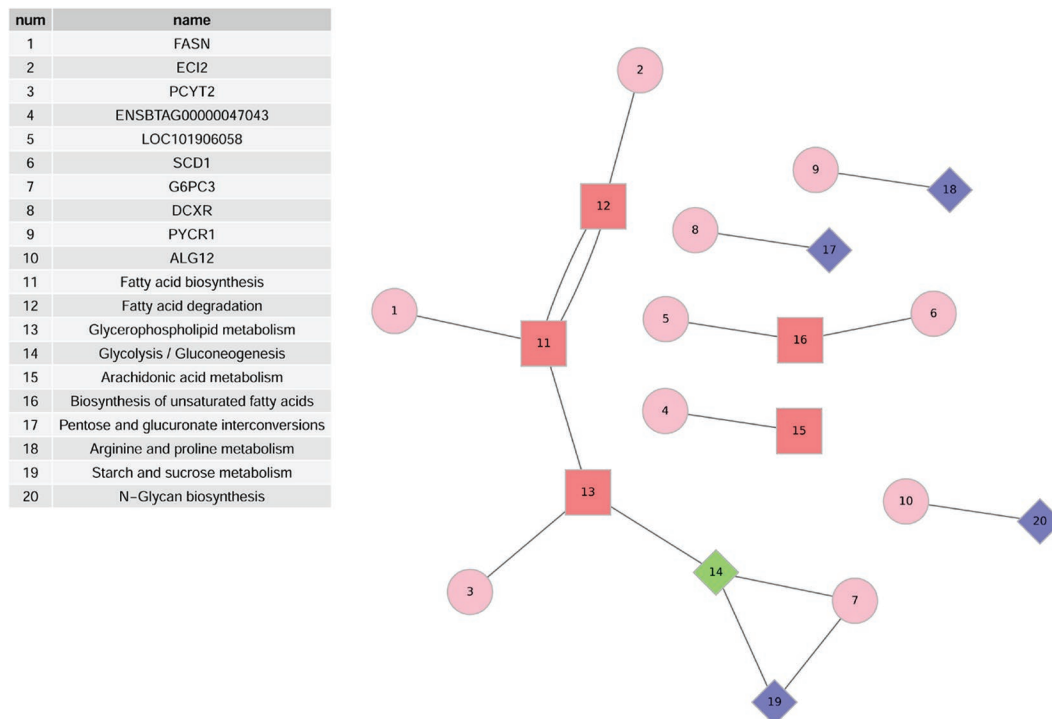 num name
1 FASN
2 ECI2
3 PCYT2
4 ENSBTAG00000047043
5 LOC101906058
6 SCD1
7 G6PC3
8 DCXR
9 PYCR1
10 ALG12
11 Fatty acid biosynthesis
12 Fatty acid degradation
13 Glycerophospholipid metabolism
14 Glycolysis / Gluconeogenesis
15 Arachidonic acid metabolism
16 Biosynthesis of unsaturated fatty acids
17 Pentose and glucuronate interconversions
18 Arginine and proline metabolism
19 Starch and sucrose metabolism
20 N−Glycan biosynthesis
2
9
18
12
8
17
1
5
6
11
16
4
15
13
10
20
14
3
7
19